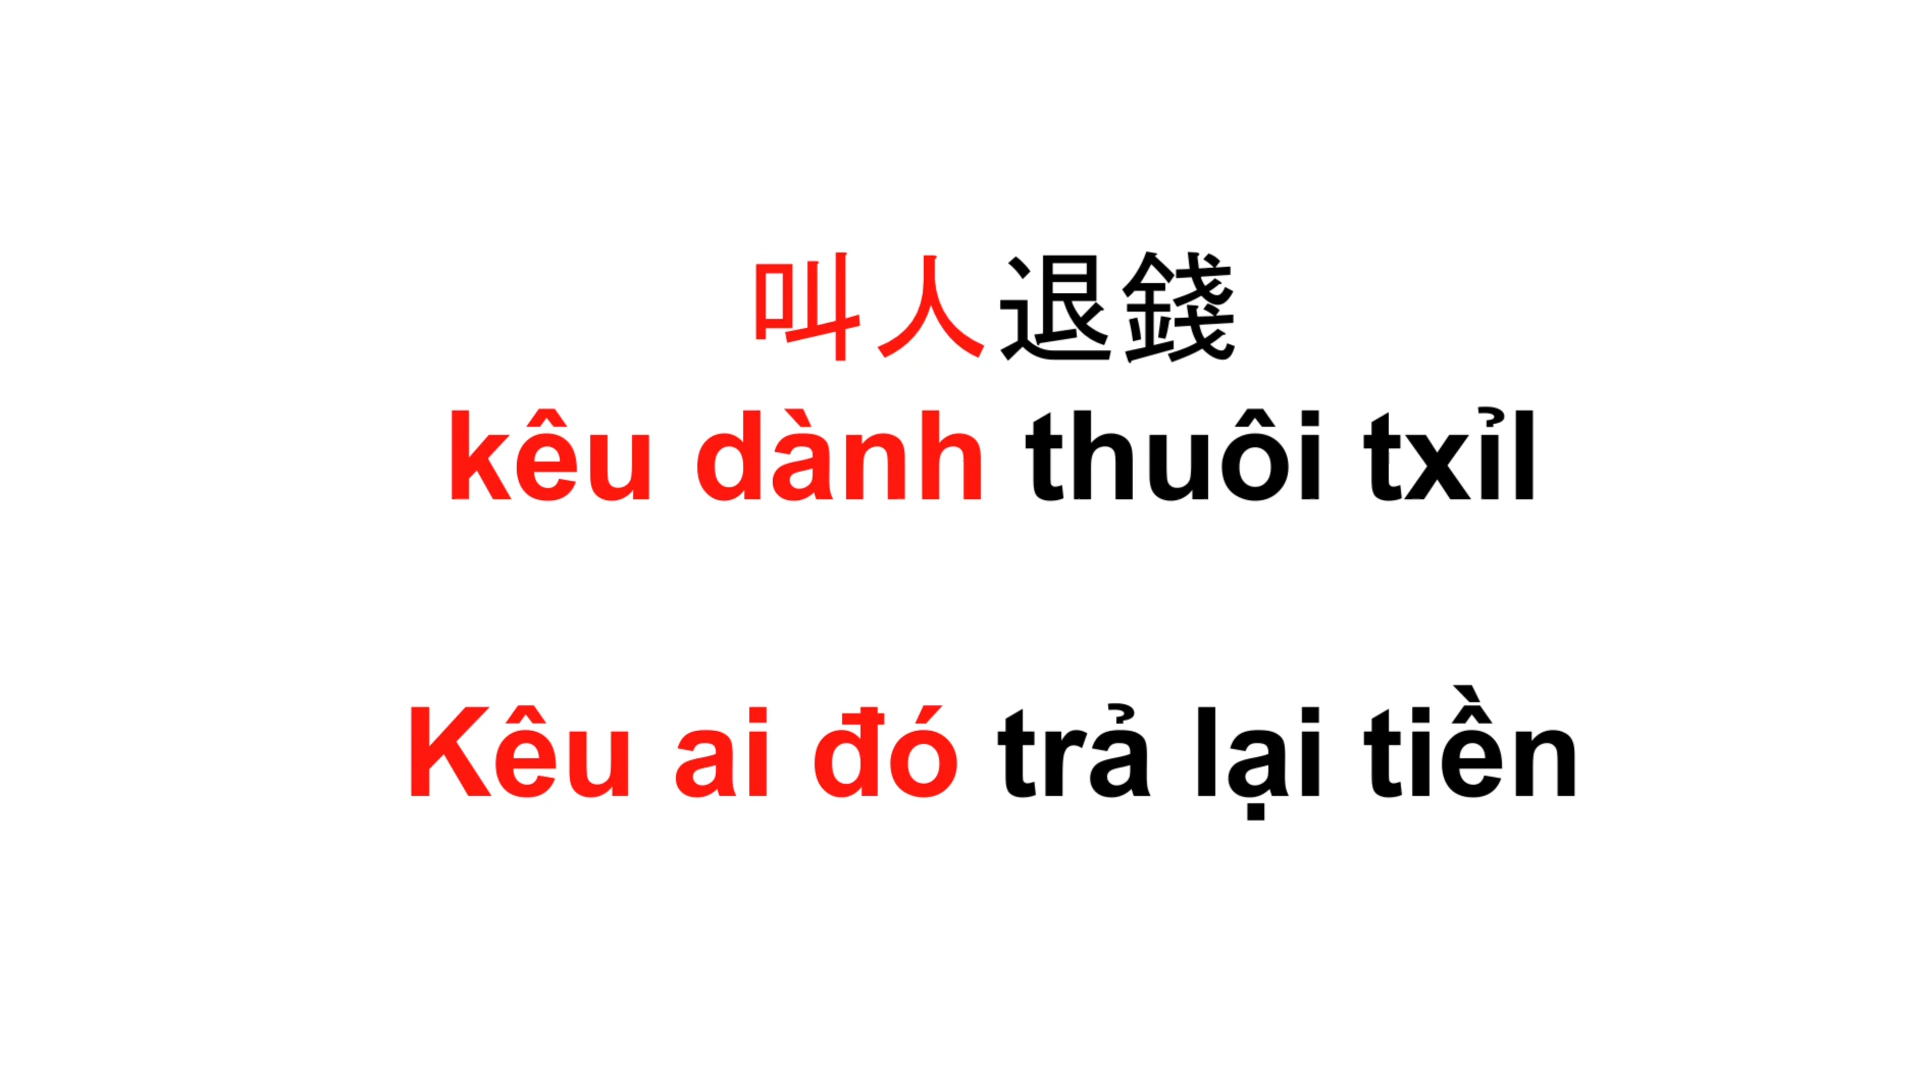 叫人退錢
kêu dành thuôi txỉl
Kêu ai đó trả lại tiền